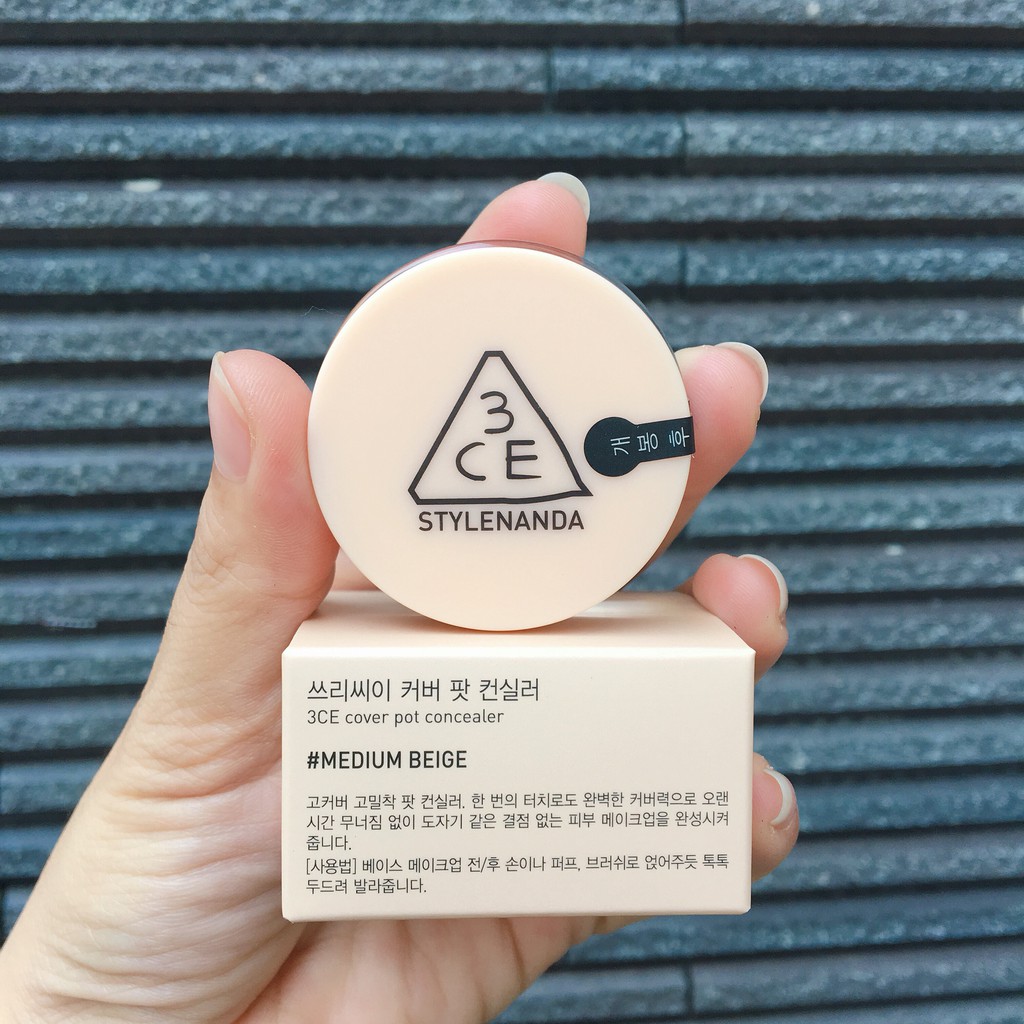 3
CE
STYLENANDA
개봉후
쓰리씨이 커버 팟 컨실러
3CE cover pot concealer
#MEDIUM BEIGE
고커버 고밀착 팟 컨실러. 한 번의 터치로도 완벽한 커버력으로 오랜
시간 무너짐 없이 도자기 같은 결점 없는 피부 메이크업을 완성시켜
줍니다.
[사용법] 베이스 메이크업 전/후 손이나 퍼프, 브러쉬로 얹어주듯 톡톡
두드려 발라줍니다.